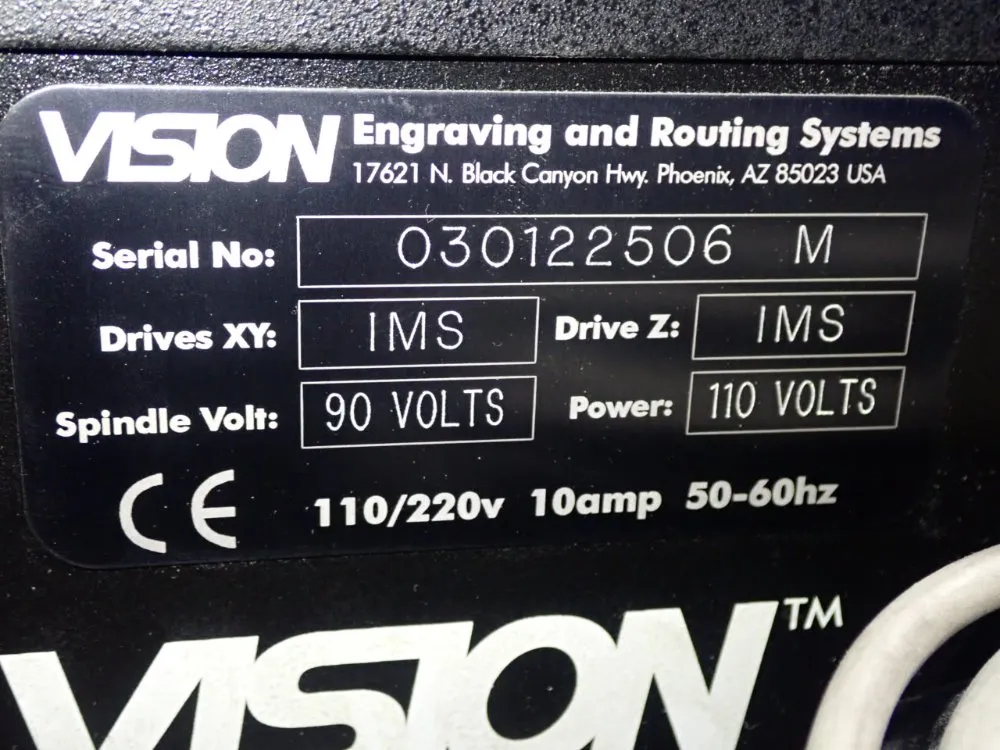 VISION Engraving and Routing Systems
17621 N. Black Canyon Hwy. Phoenix, AZ 85023 USA
Serial No: 030122506 M
Drives XY: IMS Drive Z: IMS
Spindle Volt: 90 VOLTS Power: 110 VOLTS
CE 110/220v 10amp 50-60hz
VISION™